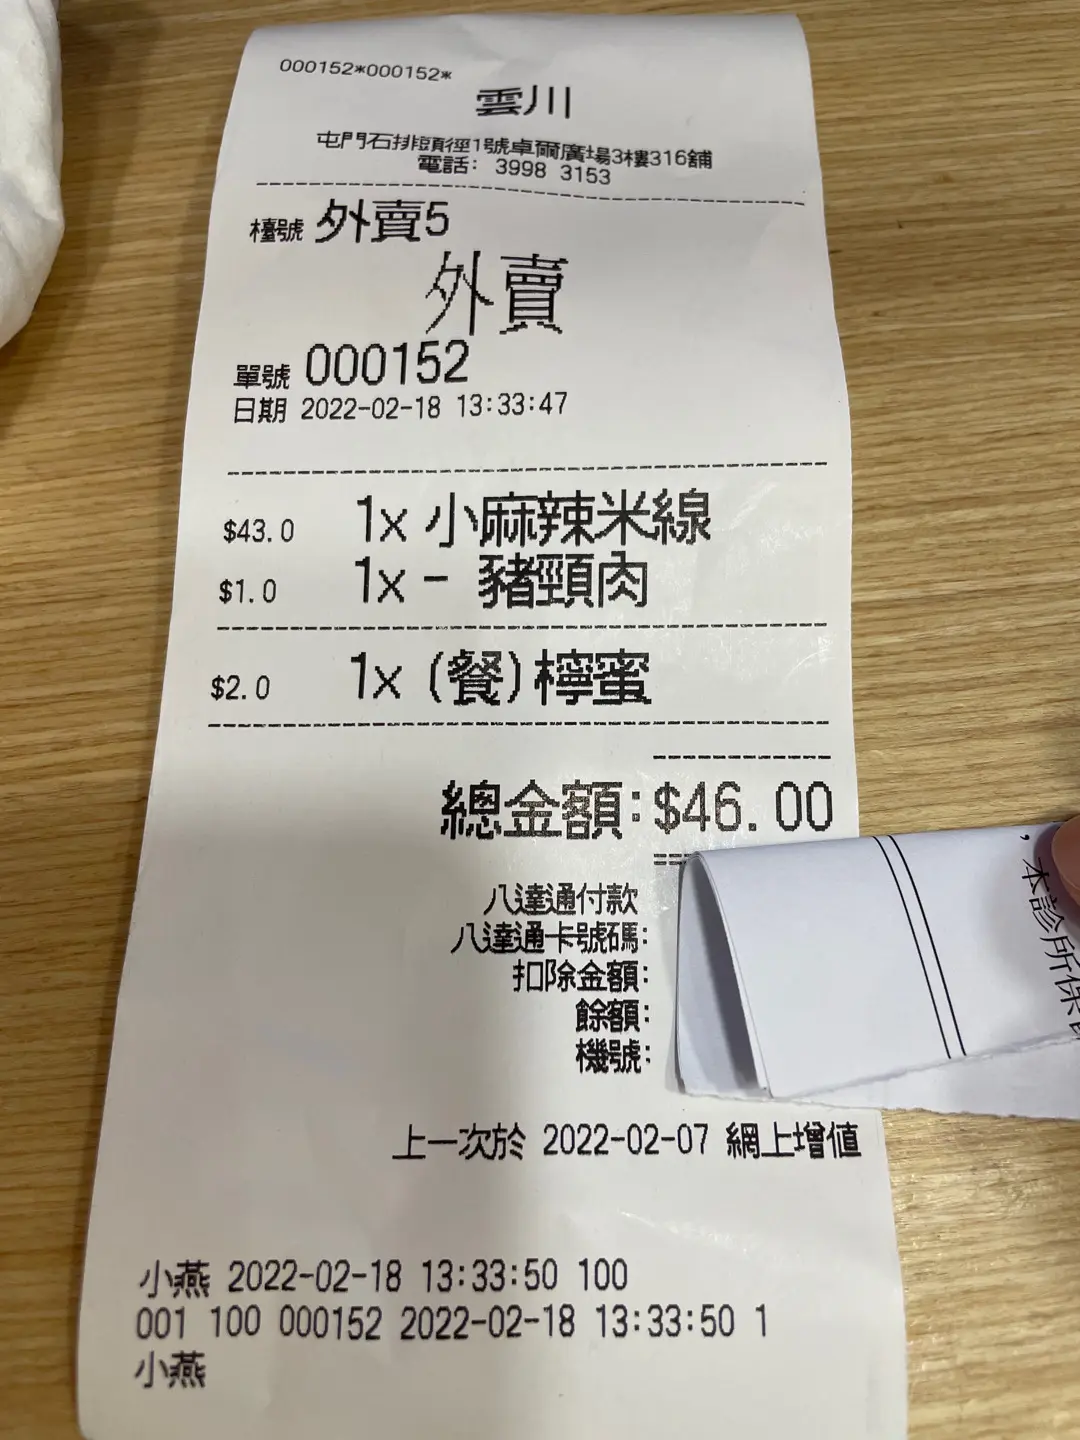 000152*000152*
雲川
屯門石排頭徑1號卓爾廣場3樓316舖
電話: 3998 3153
檯號 外賣5
外賣
單號 000152
日期 2022-02-18 13:33:47
$43.0 1x 小麻辣米線
$1.0 1x - 豬頸肉
$2.0 1x (餐)檸蜜
總金額: $46.00
八達通付款
八達通卡號碼:
扣除金額:
餘額:
機號:
，本診所保
上一次於 2022-02-07 網上增值
小燕 2022-02-18 13:33:50 100
001 100 000152 2022-02-18 13:33:50 1
小燕